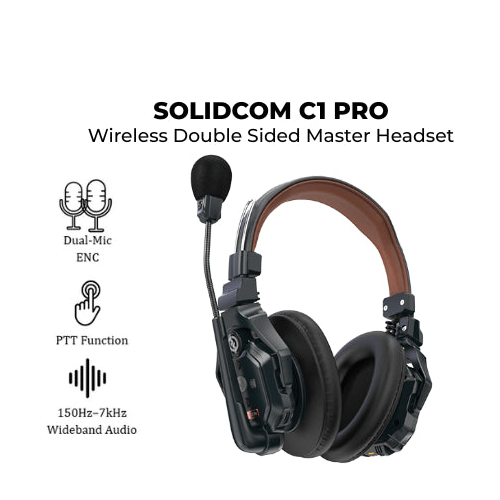 SOLIDCOM C1 PRO
Wireless Double Sided Master Headset
Dual-Mic
ENC
PTT Function
150Hz–7kHz
Wideband Audio